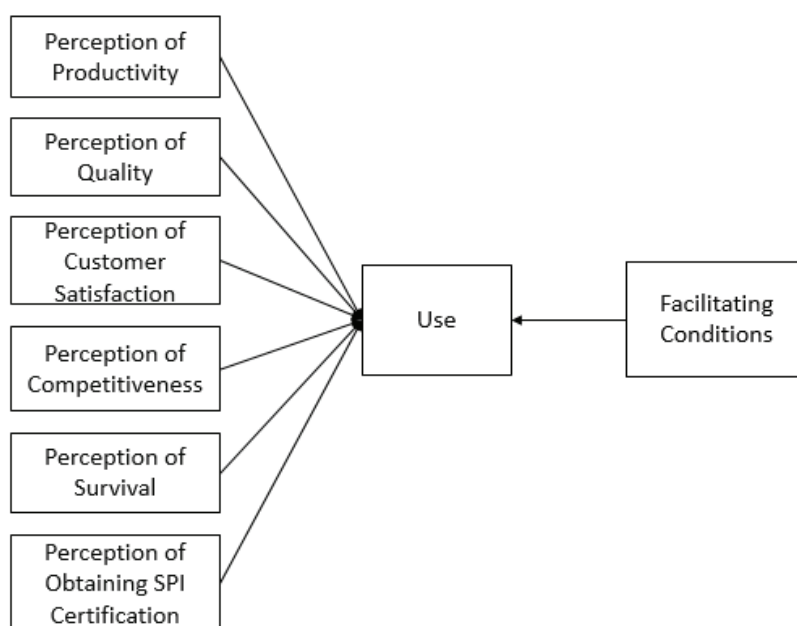 Perception of
Productivity
Perception of
Quality
Perception of
Customer
Satisfaction
Perception of
Competitiveness
Perception of
Survival
Perception of
Obtaining SPI
Certification
Use
Facilitating
Conditions